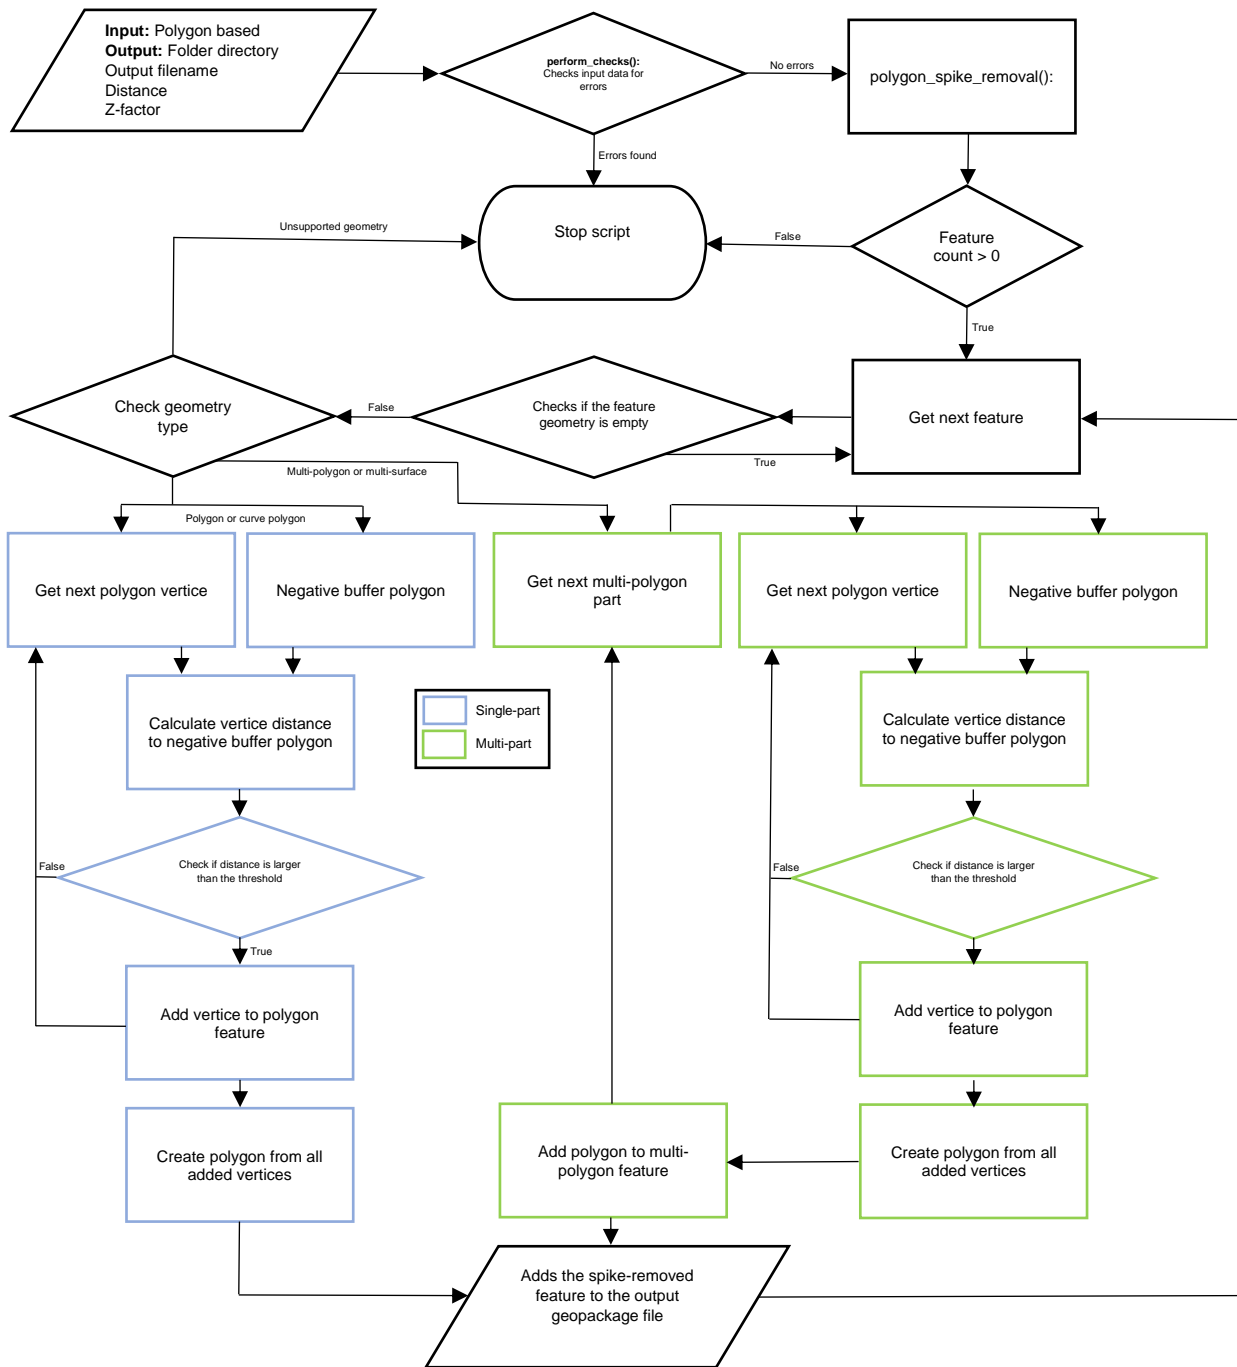 Input: Polygon based
Output: Folder directory
Output filename
Distance
Z-factor
perform_checks():
Checks input data for
errors
No errors
polygon_spike_removal():
Errors found
Unsupported geometry
Stop script
False
Feature
count > 0
True
Check geometry
type
False
Checks if the feature
geometry is empty
Get next feature
True
Multi-polygon or multi-surface
Polygon or curve polygon
Get next polygon vertice
Negative buffer polygon
Get next multi-polygon
part
Get next polygon vertice
Negative buffer polygon
Calculate vertice distance
to negative buffer polygon
Single-part
Multi-part
Calculate vertice distance
to negative buffer polygon
False
Check if distance is larger
than the threshold
False
Check if distance is larger
than the threshold
True
Add vertice to polygon
feature
Add vertice to polygon
feature
Create polygon from all
added vertices
Add polygon to multi-
polygon feature
Create polygon from all
added vertices
Adds the spike-removed
feature to the output
geopackage file